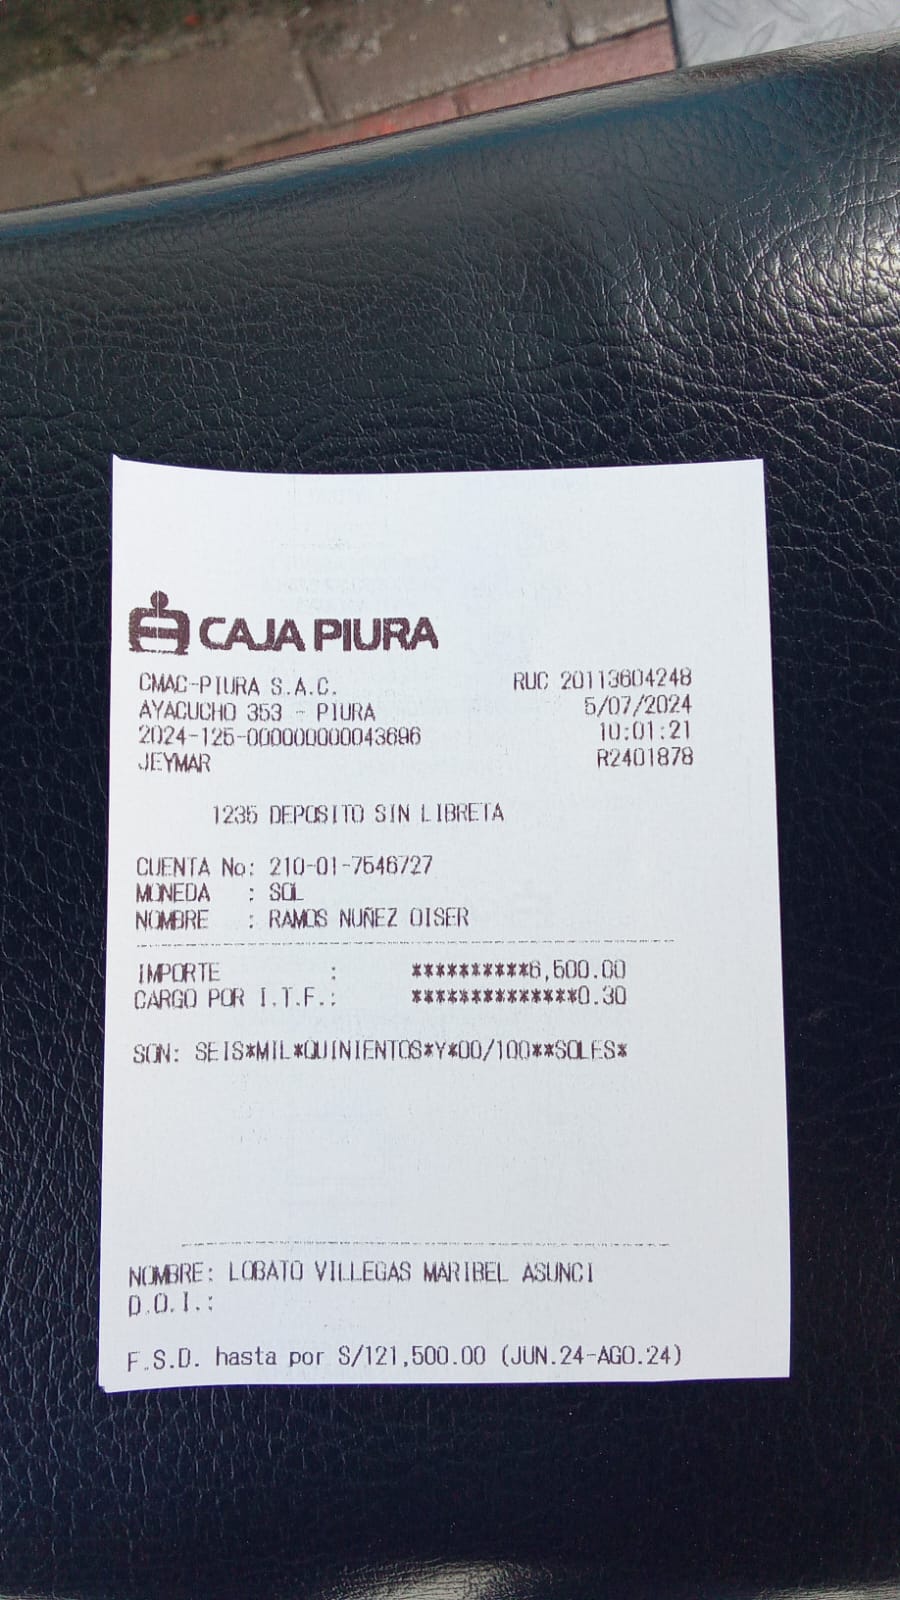 CAJA PIURA
CMAC-PIURA S.A.C. RUC 20113604248
AYACUCHO 353 - PIURA 5/07/2024
2024-125-000000000043696 10:01:21
JEYMAR R2401878
1235 DEPOSITO SIN LIBRETA
CUENTA No: 210-01-7546727
MONEDA : SOL
NOMBRE : RAMOS NUÑEZ OISER
IMPORTE : **********6,500.00
CARGO POR I.T.F.: **************0.30
SON: SEIS*MIL*QUINIENTOS*Y*00/100**SOLES*
NOMBRE: LOBATO VILLEGAS MARIBEL ASUNCI
D.O.I.:
F.S.D. hasta por S/121,500.00 (JUN.24-AGO.24)